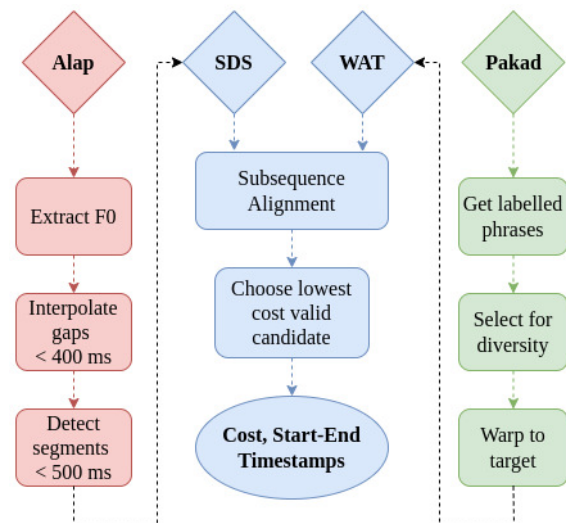 Alap
Extract F0
Interpolate
gaps
< 400 ms
Detect
segments
< 500 ms
SDS
WAT
Subsequence
Alignment
Choose lowest
cost valid
candidate
Cost, Start-End
Timestamps
Pakad
Get labelled
phrases
Select for
diversity
Warp to
target